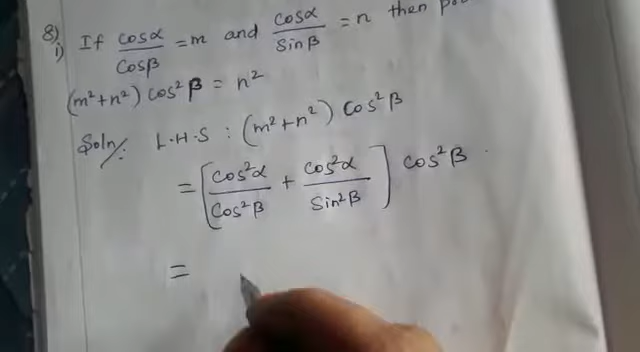 8)
i) If cosα/cosβ = m and cosα/sinβ = n then
(m²+n²) cos²β = n²
Soln/: L.H.S : (m²+n²) cos²β
= [cos²α/cos²β + cos²α/sin²β] cos²β.
=